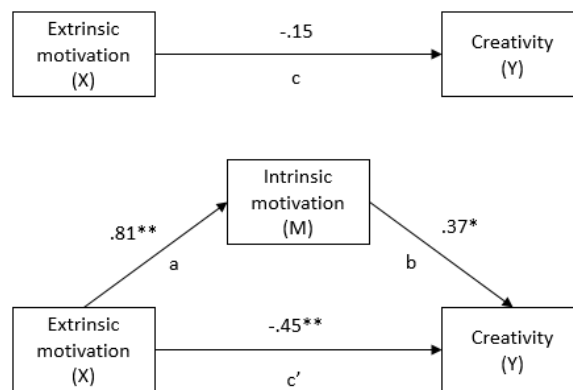 Extrinsic
motivation
(X)
-.15
c
Creativity
(Y)
Intrinsic
motivation
(M)
.81**
a
.37*
b
Extrinsic
motivation
(X)
-.45**
c'
Creativity
(Y)